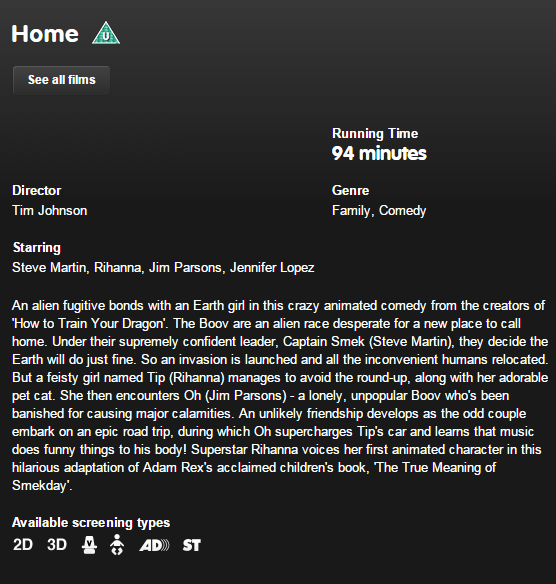 Home U
See all films
Running Time
94 minutes
Director
Tim Johnson
Genre
Family, Comedy
Starring
Steve Martin, Rihanna, Jim Parsons, Jennifer Lopez
An alien fugitive bonds with an Earth girl in this crazy animated comedy from the creators of
'How to Train Your Dragon'. The Boov are an alien race desperate for a new place to call
home. Under their supremely confident leader, Captain Smek (Steve Martin), they decide the
Earth will do just fine. So an invasion is launched and all the inconvenient humans relocated.
But a feisty girl named Tip (Rihanna) manages to avoid the round-up, along with her adorable
pet cat. She then encounters Oh (Jim Parsons) - a lonely, unpopular Boov who's been
banished for causing major calamities. An unlikely friendship develops as the odd couple
embark on an epic road trip, during which Oh supercharges Tip's car and learns that music
does funny things to his body! Superstar Rihanna voices her first animated character in this
hilarious adaptation of Adam Rex's acclaimed children's book, 'The True Meaning of
Smekday'.
Available screening types
2D 3D AD ST